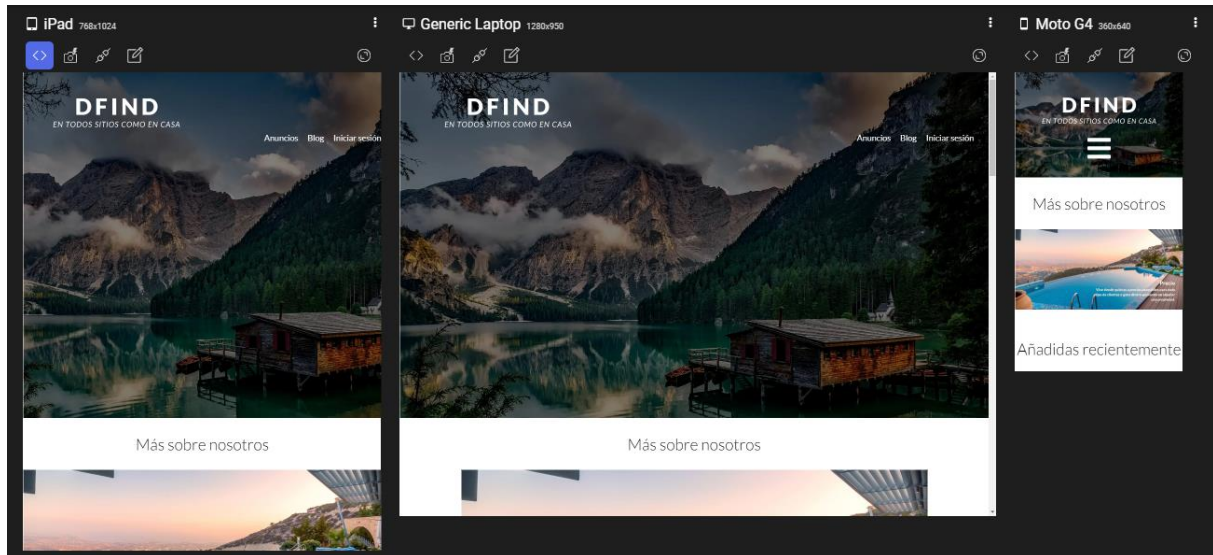 iPad 768x1024
DFIND
EN TODOS SITIOS COMO EN CASA
Anuncios Blog Iniciar sesión
Más sobre nosotros
Generic Laptop 1280x950
DFIND
EN TODOS SITIOS COMO EN CASA
Anuncios Blog Iniciar sesión
Más sobre nosotros
Moto G4 360x640
DFIND
EN TODOS SITIOS COMO EN CASA
Más sobre nosotros
Precio
Añadidas recientemente